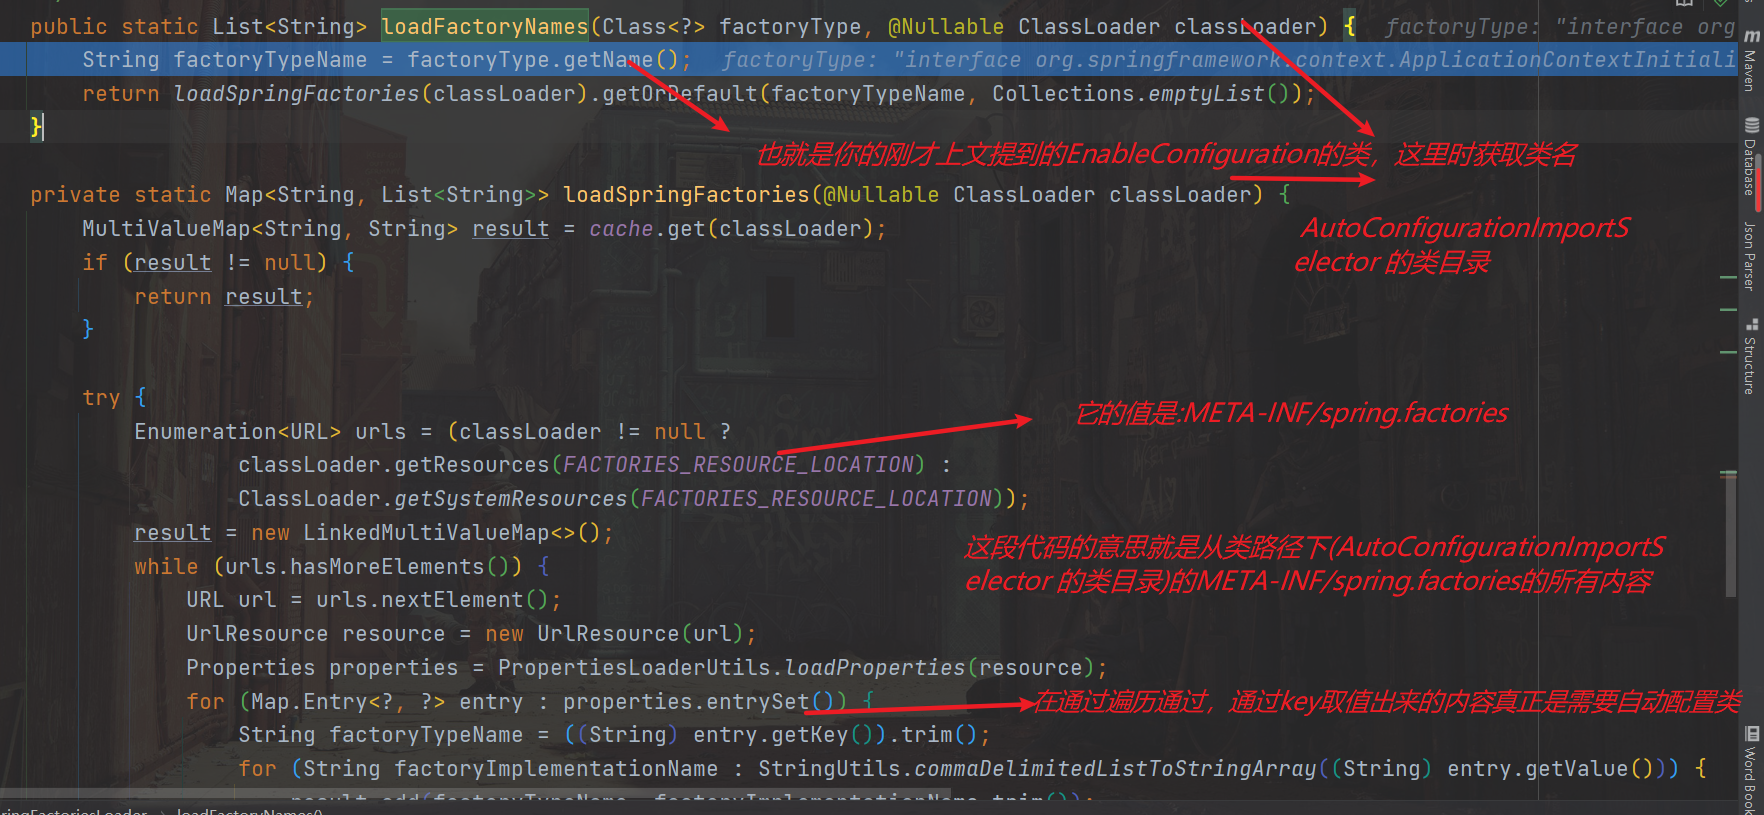 public static List<String> loadFactoryNames(Class<?> factoryType, @Nullable ClassLoader classLoader) {   factoryType: "interface org
String factoryTypeName = factoryType.getName();   factoryType: "interface org.springframework.context.ApplicationContextInitiali
return loadSpringFactories(classLoader).getOrDefault(factoryTypeName, Collections.emptyList());
}
也就是你的刚才上文提到的EnableConfiguration的类，这里时获取类名
private static Map<String, List<String>> loadSpringFactories(@Nullable ClassLoader classLoader) {
MultiValueMap<String, String> result = cache.get(classLoader);
AutoConfigurationImportS
elector 的类目录
if (result != null) {
return result;
}
try {
它的值是:META-INF/spring.factories
Enumeration<URL> urls = (classLoader != null ?
classLoader.getResources(FACTORIES_RESOURCE_LOCATION) :
ClassLoader.getSystemResources(FACTORIES_RESOURCE_LOCATION));
result = new LinkedMultiValueMap<>();
这段代码的意思就是从类路径下(AutoConfigurationImportS
elector 的类目录)的META-INF/spring.factories的所有内容
while (urls.hasMoreElements()) {
URL url = urls.nextElement();
UrlResource resource = new UrlResource(url);
Properties properties = PropertiesLoaderUtils.loadProperties(resource);
for (Map.Entry<?, ?> entry : properties.entrySet()) {
在通过遍历通过，通过key取值出来的内容真正是需要自动配置类
String factoryTypeName = ((String) entry.getKey()).trim();
for (String factoryImplementationName : StringUtils.commaDelimitedListToStringArray((String) entry.getValue())) {
result.add(factoryTypeName, factoryImplementationName.trim());
ringFactoriesLoader > loadFactoryNames()
Maven
Database
Json Parser
Structure
Word Book